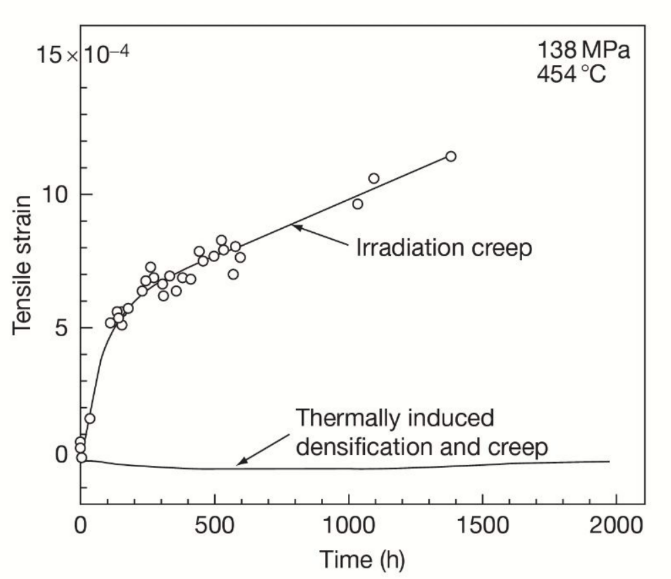 15×10⁻⁴
138 MPa
454 °C
10
Tensile strain
Irradiation creep
5
Thermally induced
densification and creep
0
0 500 1000 1500 2000
Time (h)